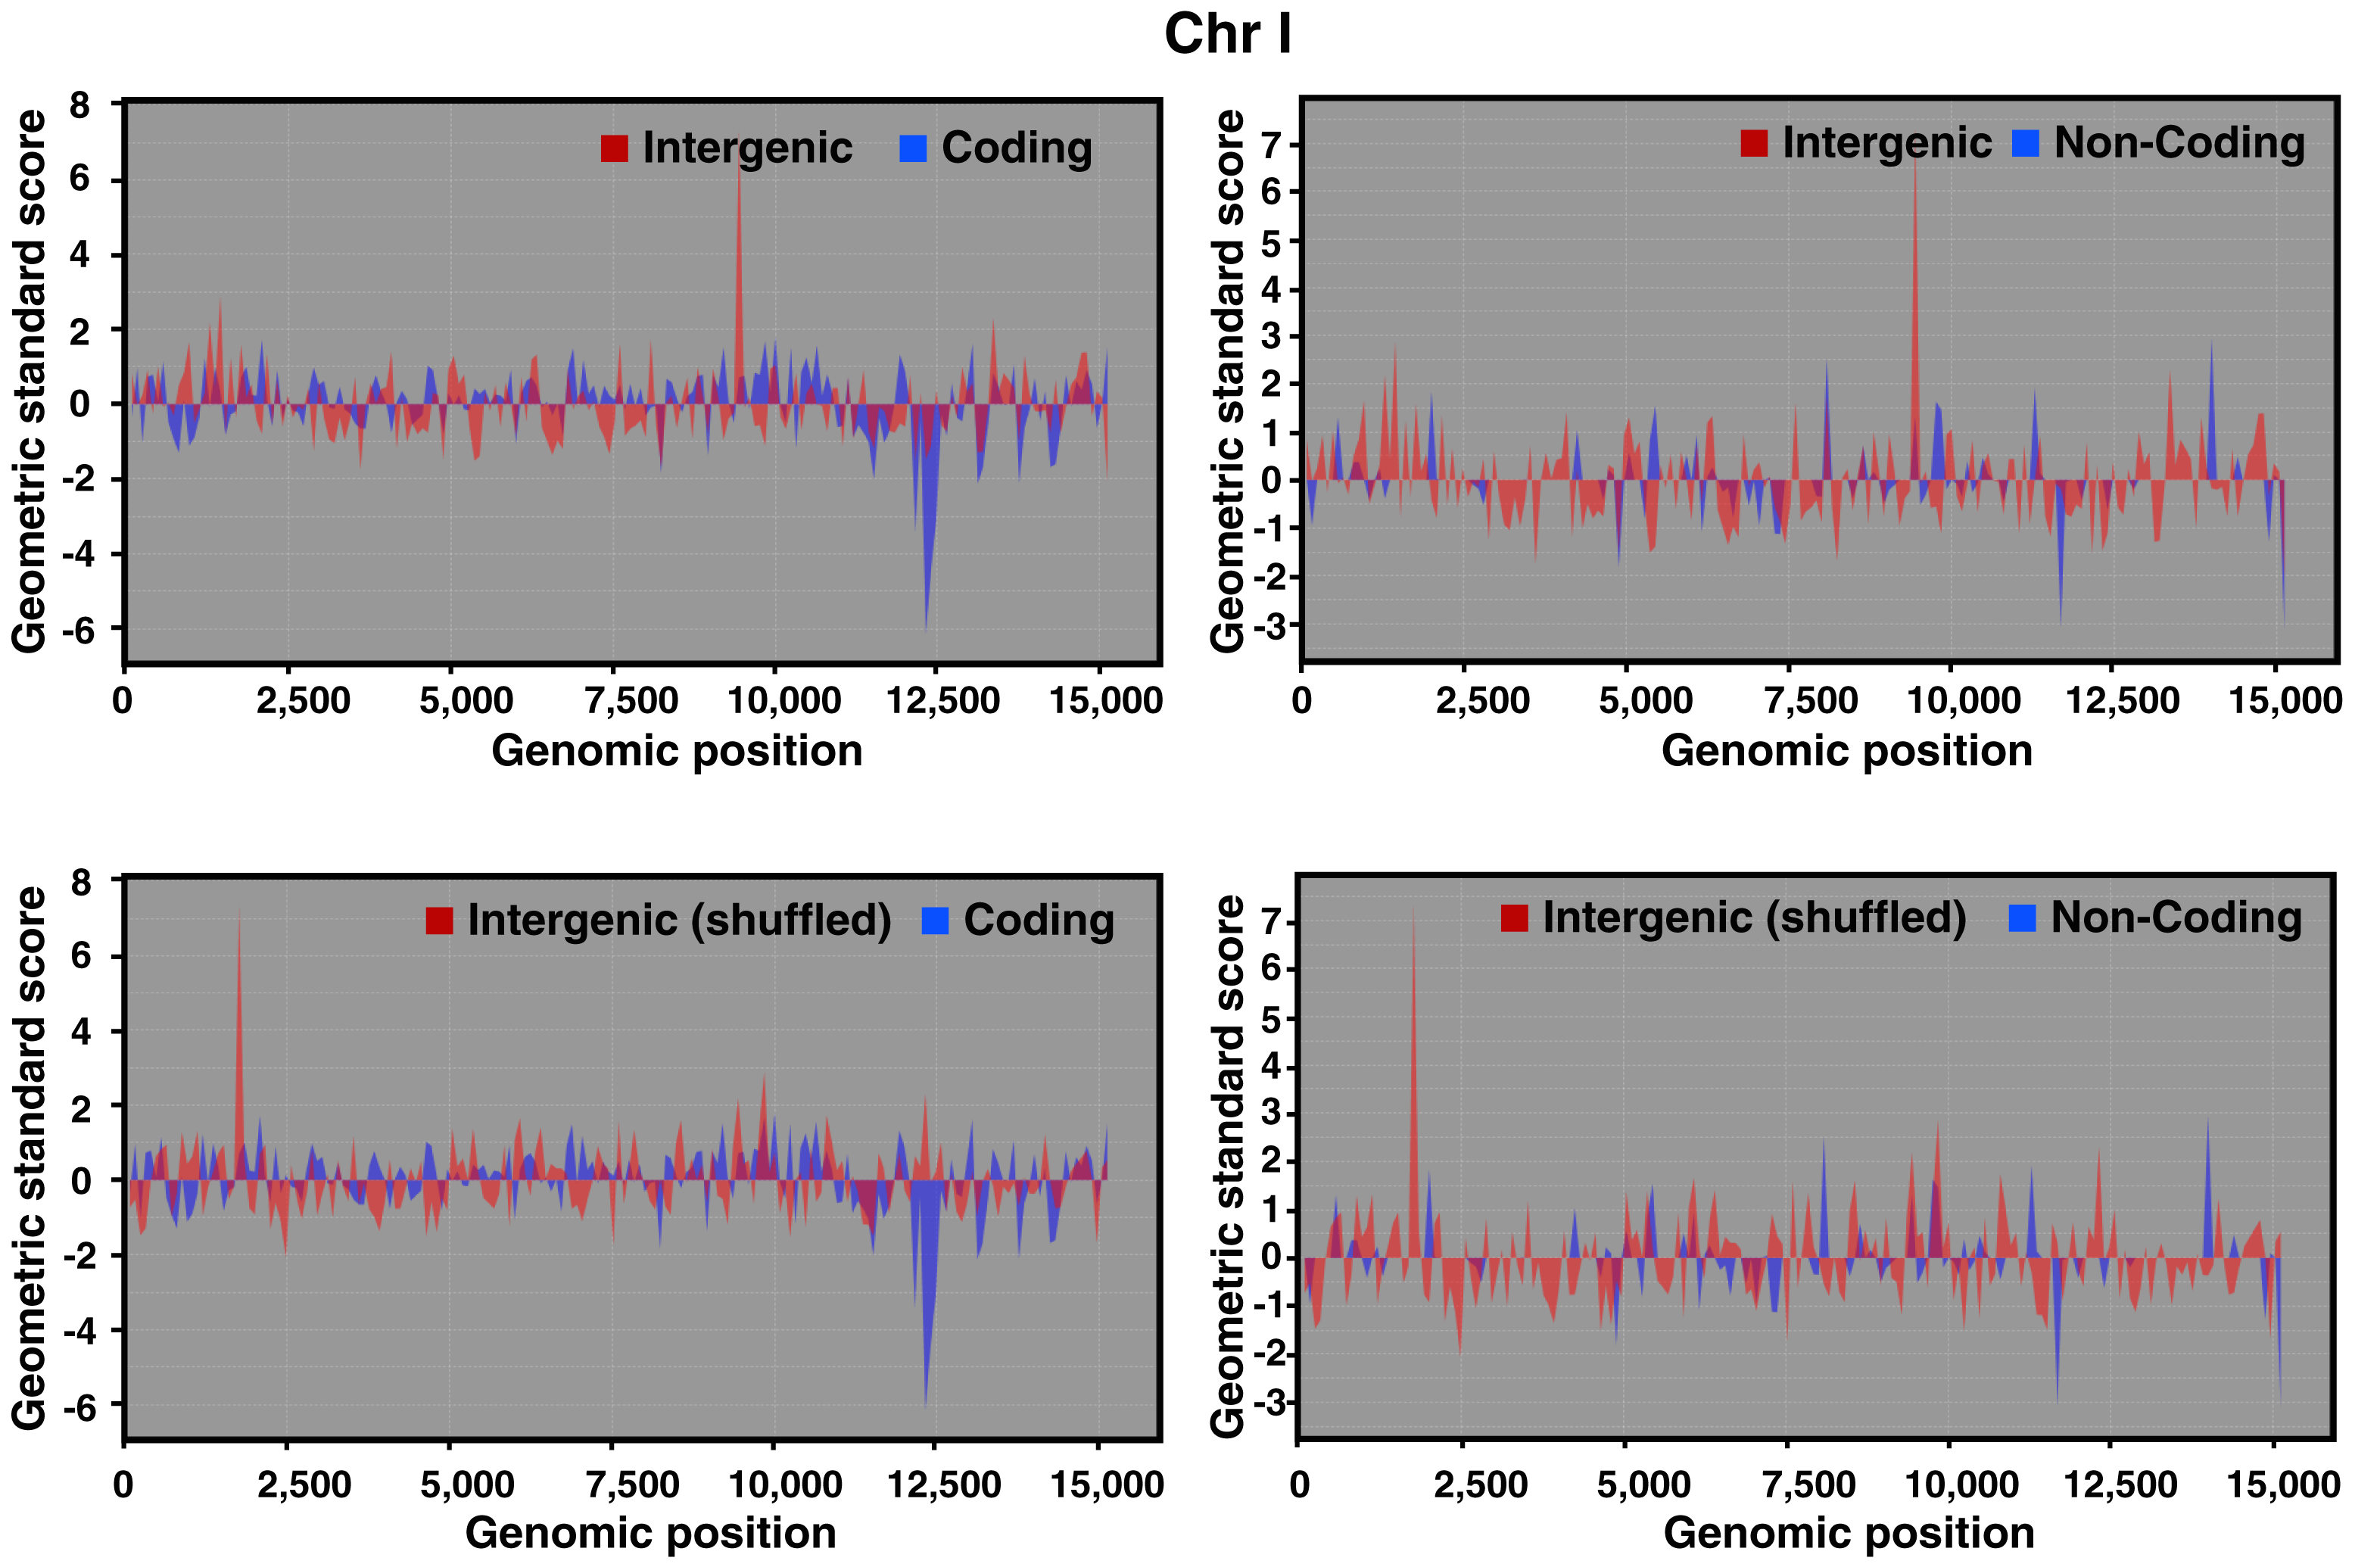 Chr I
Geometric standard score
8
6
4
2
0
-2
-4
-6
Intergenic Coding
0 2,500 5,000 7,500 10,000 12,500 15,000
Genomic position
Geometric standard score
7
6
5
4
3
2
1
0
-1
-2
-3
Intergenic Non-Coding
0 2,500 5,000 7,500 10,000 12,500 15,000
Genomic position
Geometric standard score
8
6
4
2
0
-2
-4
-6
Intergenic (shuffled) Coding
0 2,500 5,000 7,500 10,000 12,500 15,000
Genomic position
Geometric standard score
7
6
5
4
3
2
1
0
-1
-2
-3
Intergenic (shuffled) Non-Coding
0 2,500 5,000 7,500 10,000 12,500 15,000
Genomic position